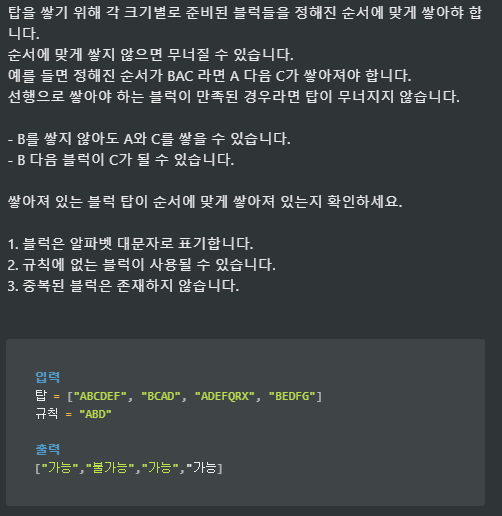 탑을 쌓기 위해 각 크기별로 준비된 블럭들을 정해진 순서에 맞게 쌓아햐 합
니다.
순서에 맞게 쌓지 않으면 무너질 수 있습니다.
예를 들면 정해진 순서가 BAC 라면 A 다음 C가 쌓아져야 합니다.
선행으로 쌓아야 하는 블럭이 만족된 경우라면 탑이 무너지지 않습니다.
- B를 쌓지 않아도 A와 C를 쌓을 수 있습니다.
- B 다음 블럭이 C가 될 수 있습니다.
쌓아져 있는 블럭 탑이 순서에 맞게 쌓아져 있는지 확인하세요.
1. 블럭은 알파벳 대문자로 표기합니다.
2. 규칙에 없는 블럭이 사용될 수 있습니다.
3. 중복된 블럭은 존재하지 않습니다.
입력
탑 = ["ABCDEF", "BCAD", "ADEFQRX", "BEDFG"]
규칙 = "ABD"
출력
["가능","불가능","가능","가능]